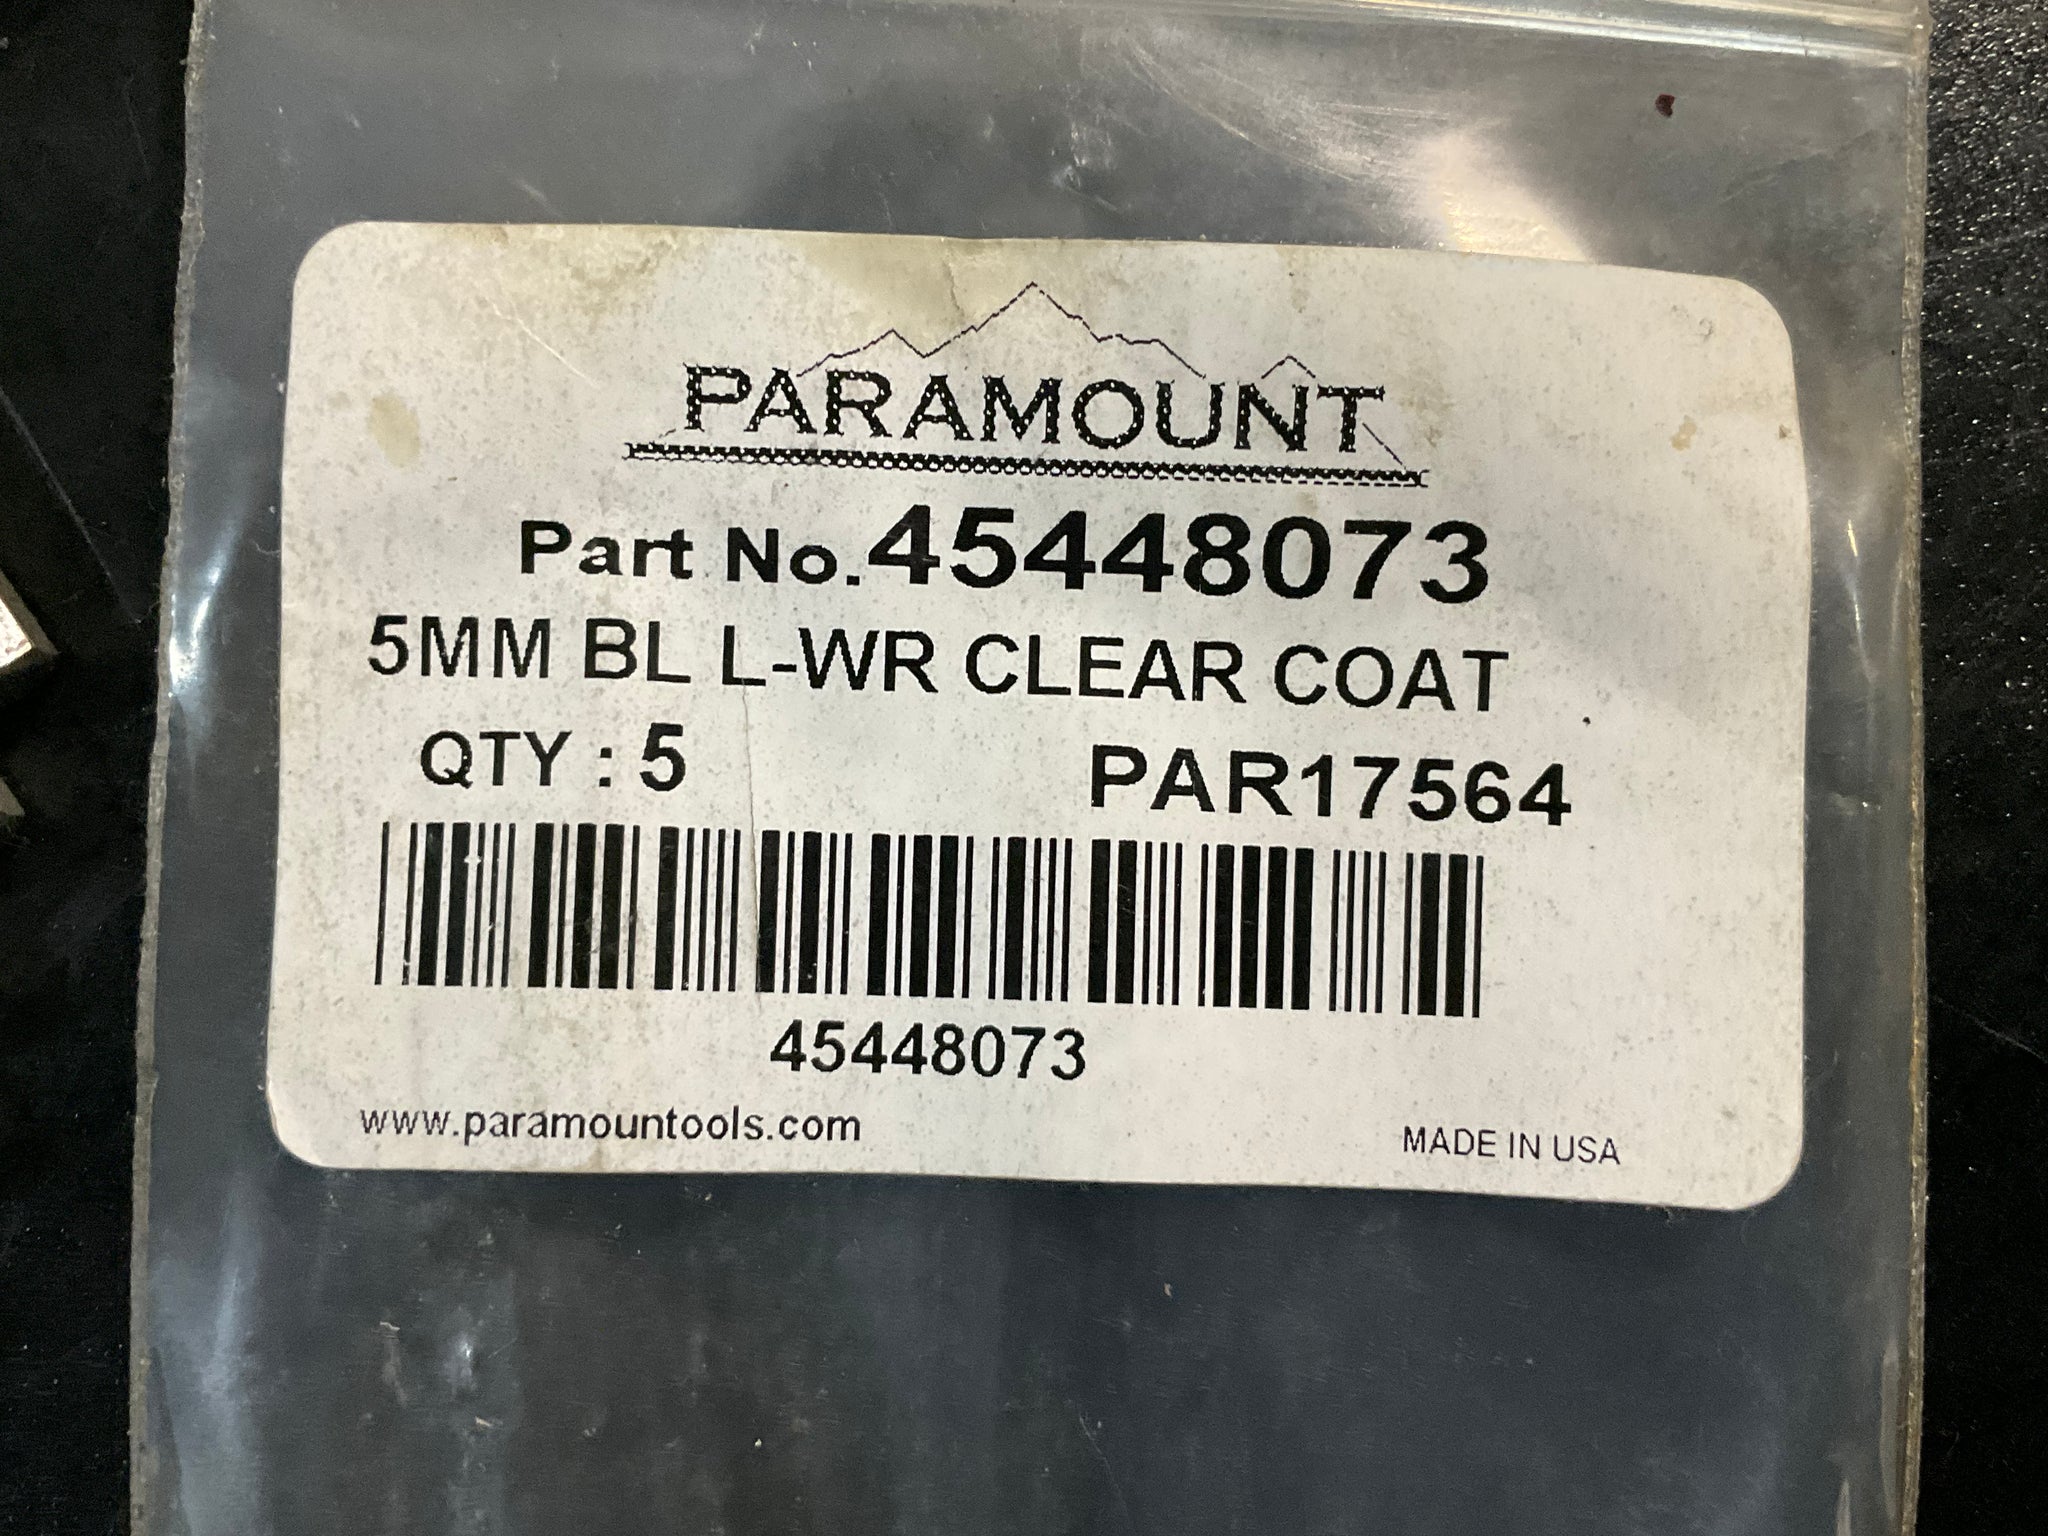 PARAMOUNT
Part No. 45448073
5MM BL L-WR CLEAR COAT
QTY : 5 PAR17564
45448073
www.paramountools.com MADE IN USA